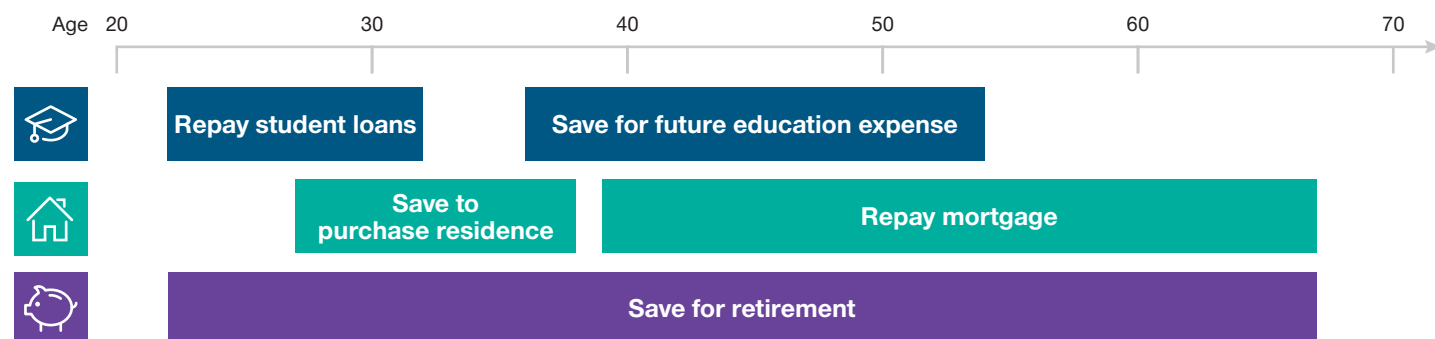 Age 20 30 40 50 60 70
Repay student loans
Save for future education expense
Save to
purchase residence
Repay mortgage
Save for retirement